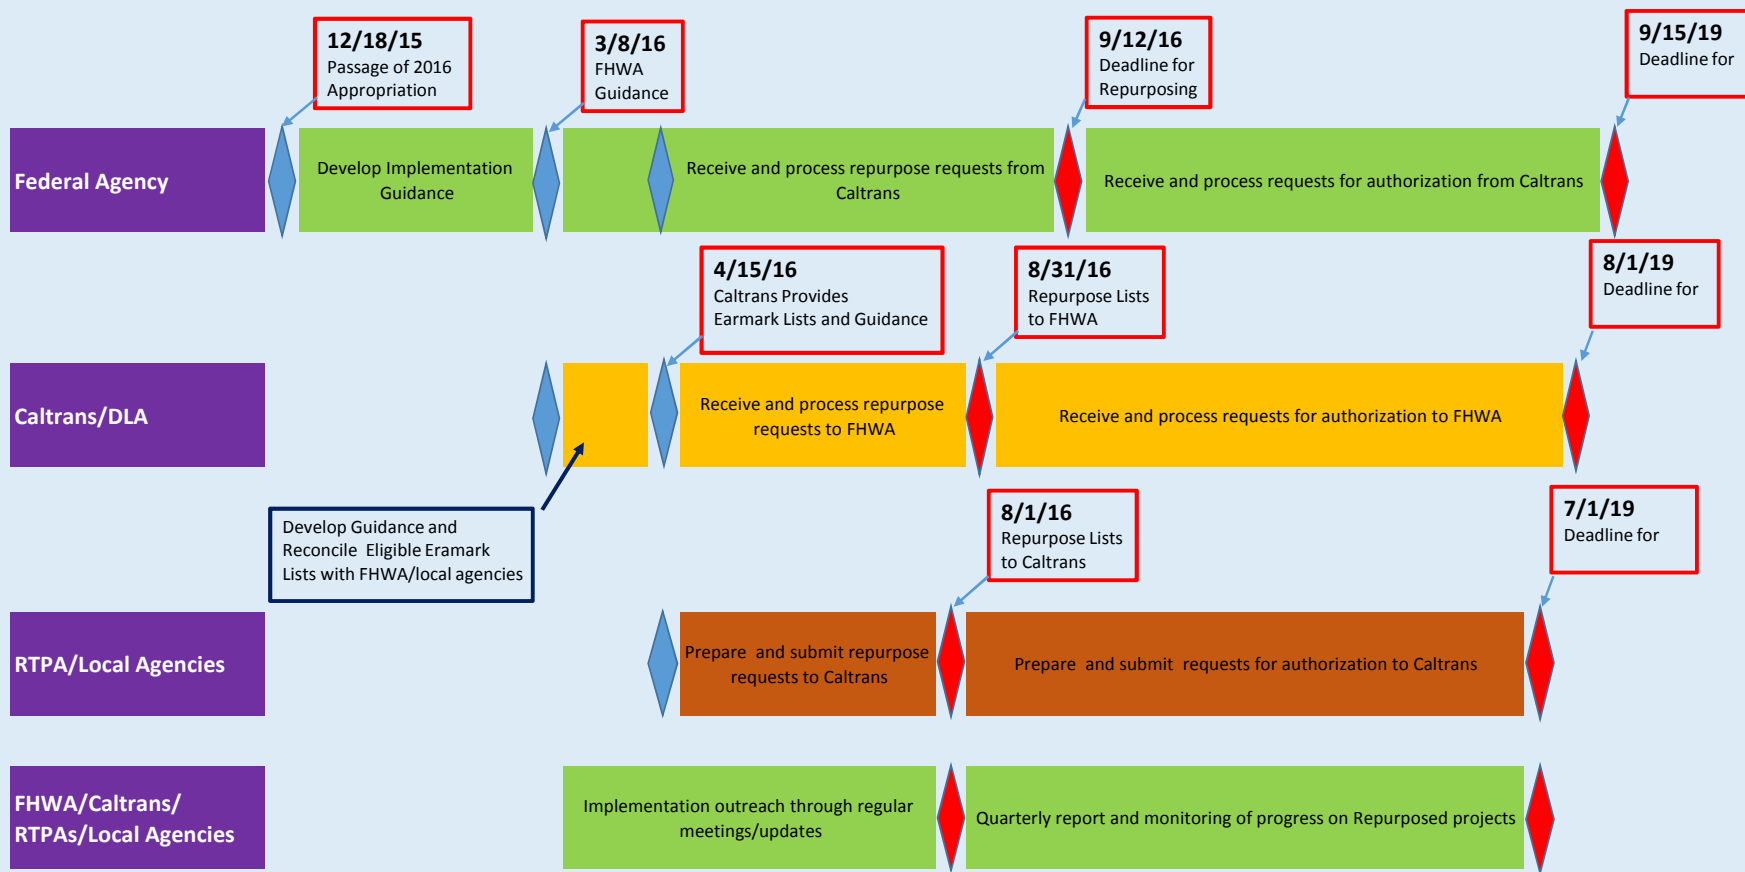 12/18/15
Passage of 2016
Appropriation
3/8/16
FHWA
Guidance
9/12/16
Deadline for
Repurposing
9/15/19
Deadline for
Federal Agency
Develop Implementation
Guidance
Receive and process repurpose requests from
Caltrans
Receive and process requests for authorization from Caltrans
4/15/16
Caltrans Provides
Earmark Lists and Guidance
8/31/16
Repurpose Lists
to FHWA
8/1/19
Deadline for
Caltrans/DLA
Receive and process repurpose
requests to FHWA
Receive and process requests for authorization to FHWA
Develop Guidance and
Reconcile Eligible Eramark
Lists with FHWA/local agencies
8/1/16
Repurpose Lists
to Caltrans
7/1/19
Deadline for
RTPA/Local Agencies
Prepare and submit repurpose
requests to Caltrans
Prepare and submit requests for authorization to Caltrans
FHWA/Caltrans/
RTPAs/Local Agencies
Implementation outreach through regular
meetings/updates
Quarterly report and monitoring of progress on Repurposed projects